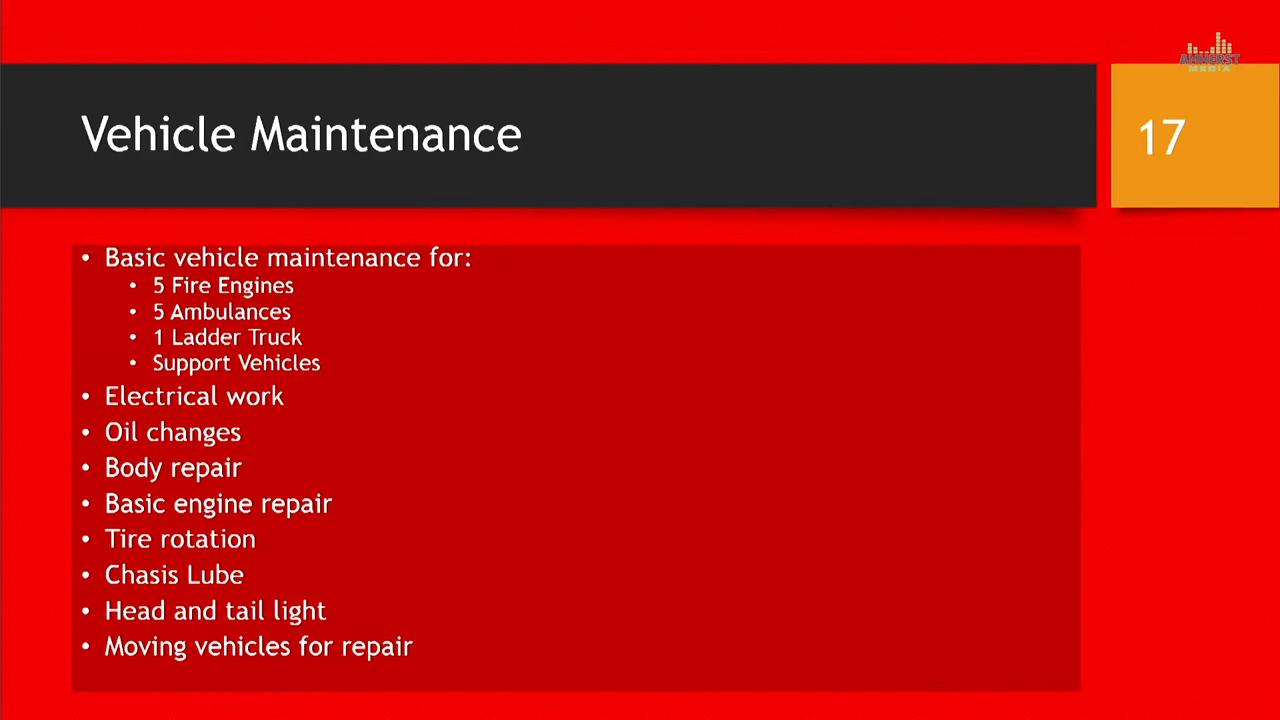 AMHERST
MEDIA
Vehicle Maintenance
17
• Basic vehicle maintenance for:
• 5 Fire Engines
• 5 Ambulances
• 1 Ladder Truck
• Support Vehicles
• Electrical work
• Oil changes
• Body repair
• Basic engine repair
• Tire rotation
• Chasis Lube
• Head and tail light
• Moving vehicles for repair